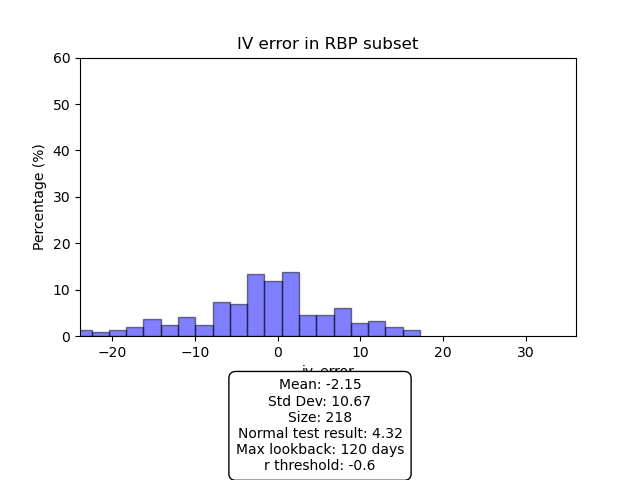 IV error in RBP subset
60
50
40
30
20
10
0
Percentage (%)
−20
−10
0
10
20
30
iv_error
Mean: -2.15
Std Dev: 10.67
Size: 218
Normal test result: 4.32
Max lookback: 120 days
r threshold: -0.6